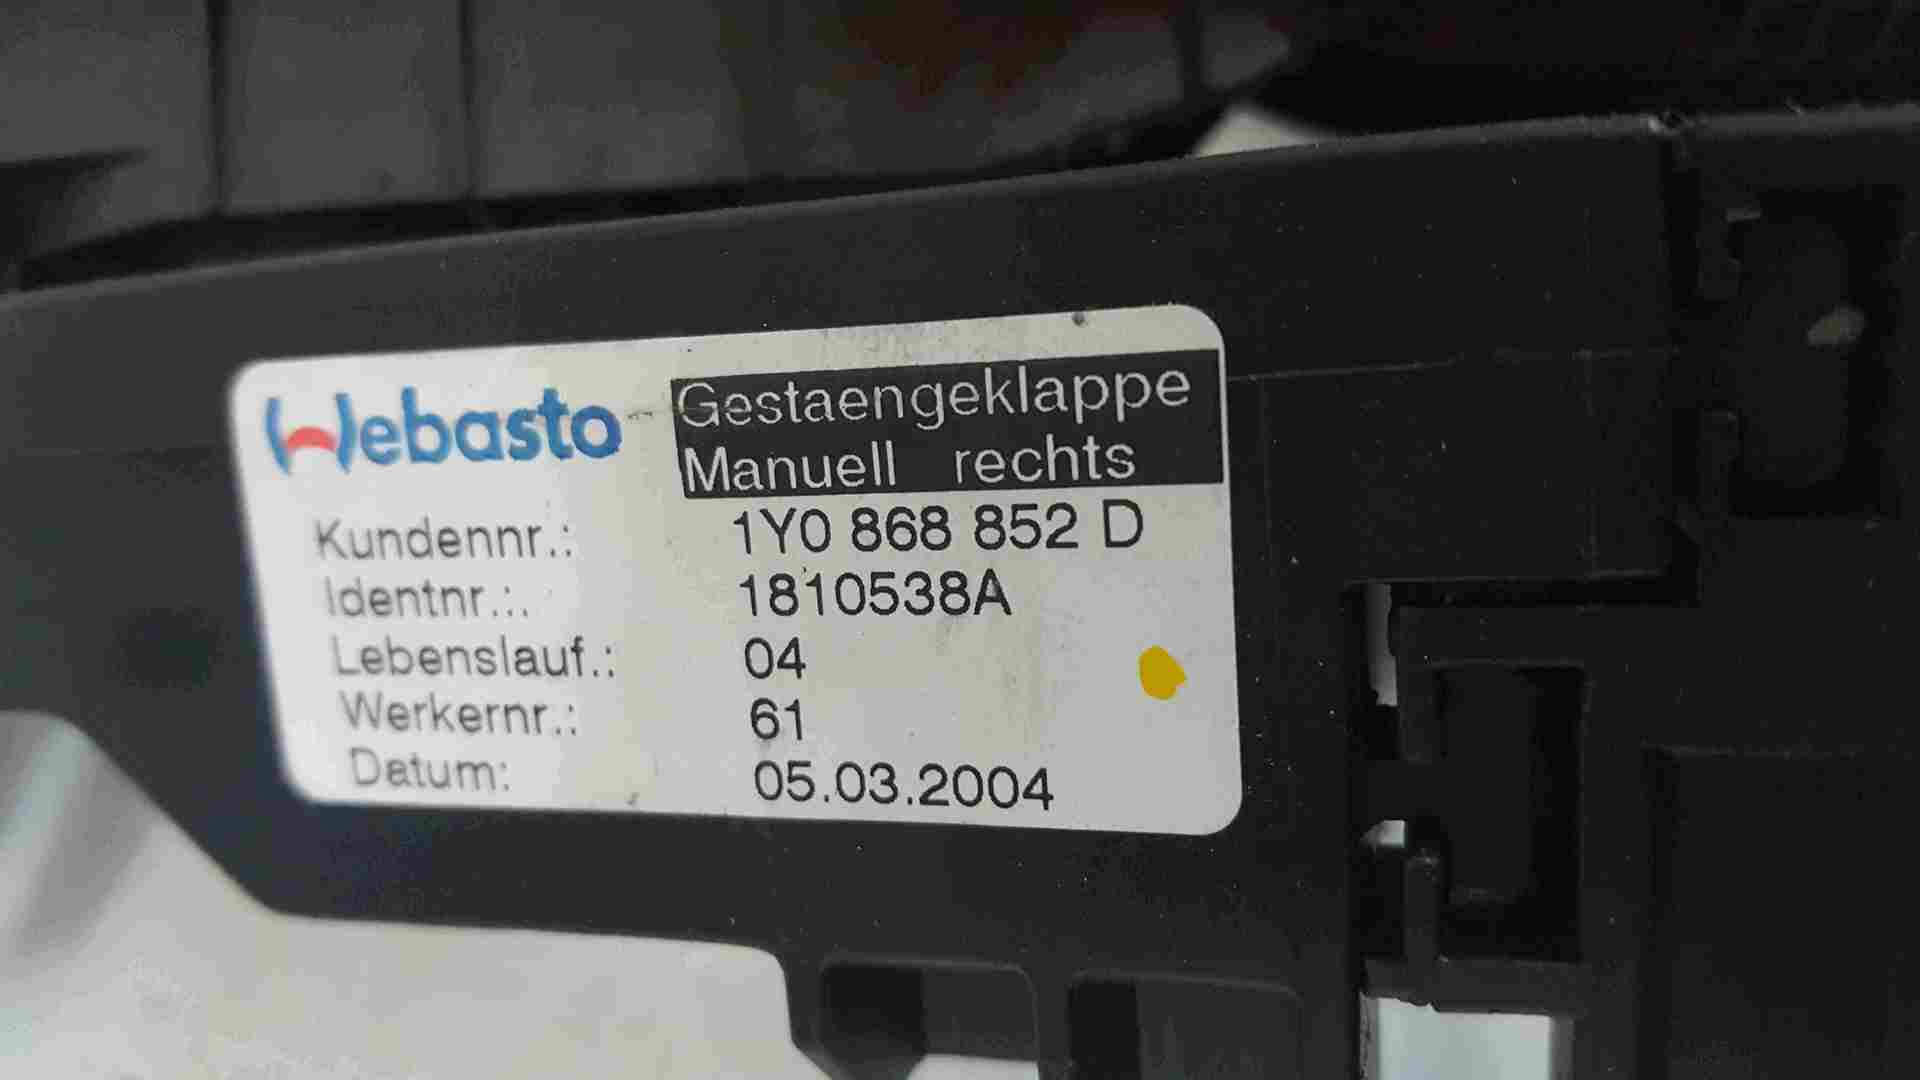 Webasto
Gestaengeklappe
Manuell rechts
Kundennr.: 1Y0 868 852 D
Identnr.:. 1810538A
Lebenslauf.: 04
Werkernr.: 61
Datum: 05.03.2004